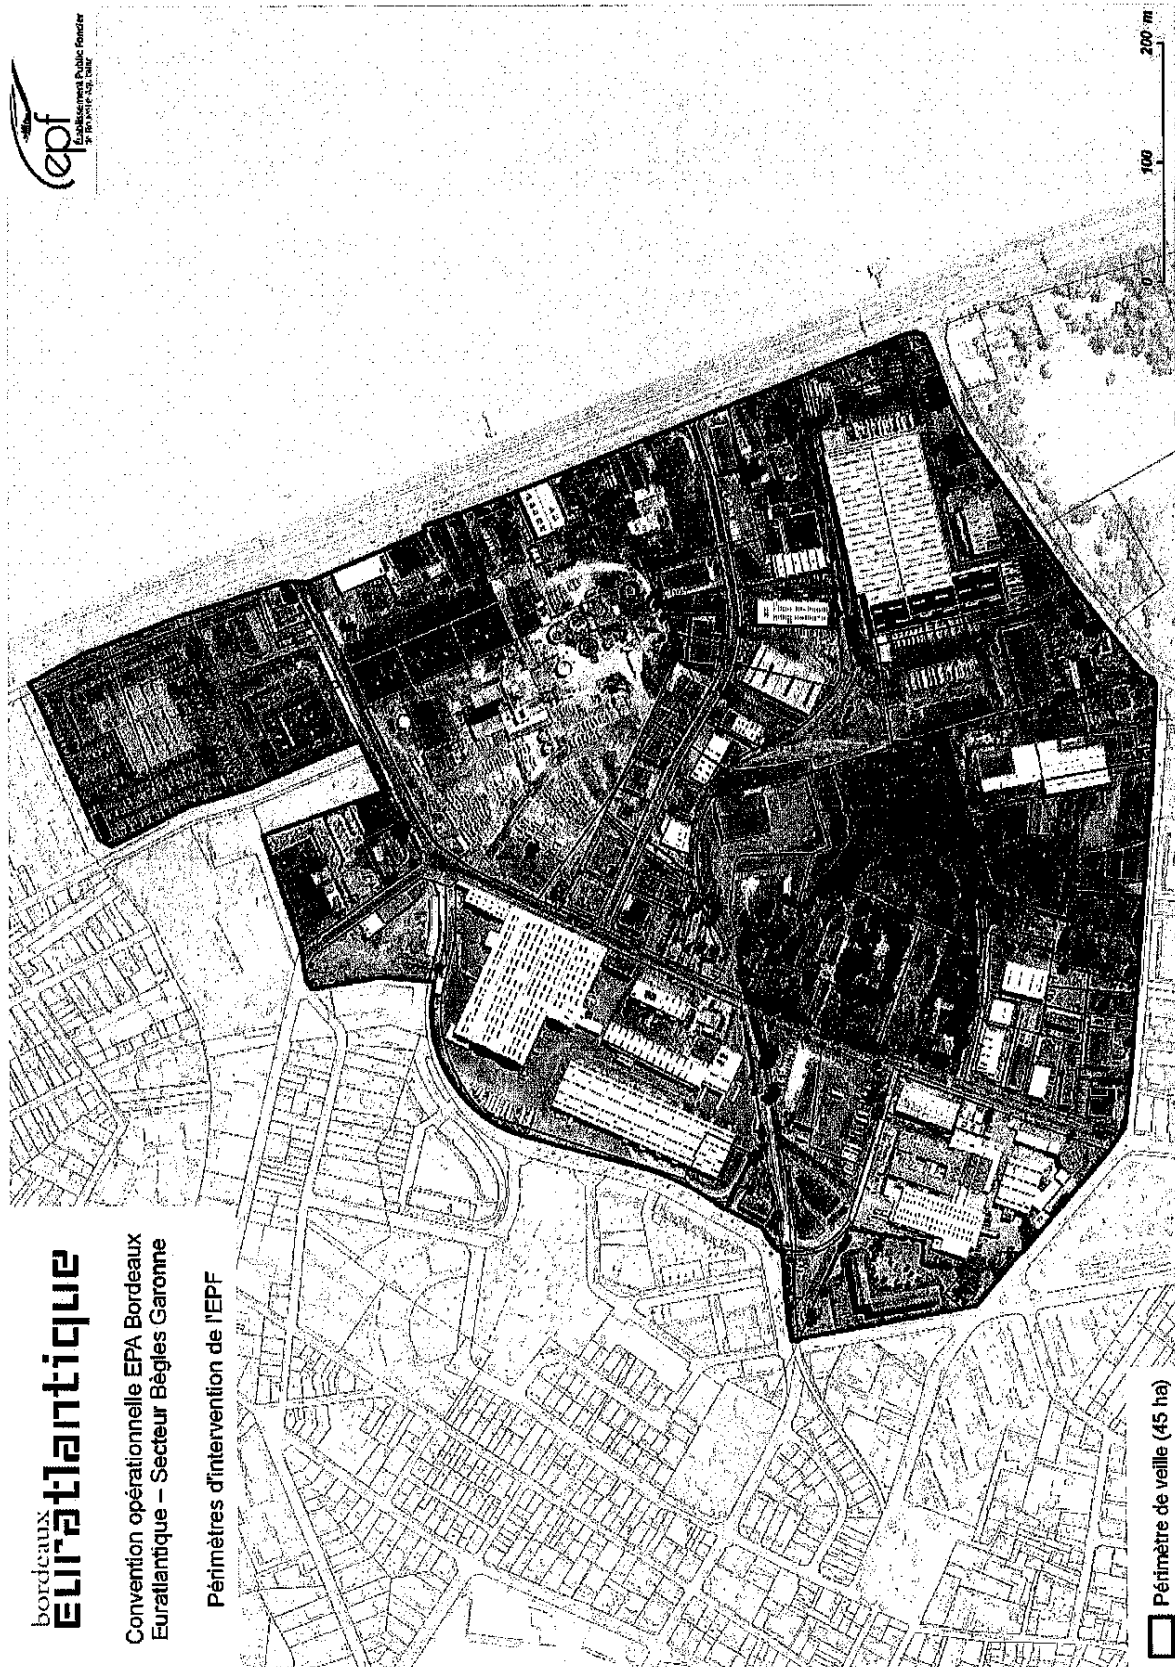 bordeaux
Euratlantique
Convention opérationnelle EPA Bordeaux
Euratlantique – Secteur Bègles Garonne
Périmètres d'intervention de l'EPF
epf
Établissement Public Foncier
Périmètre de veille (45 ha)
0 100 200 m